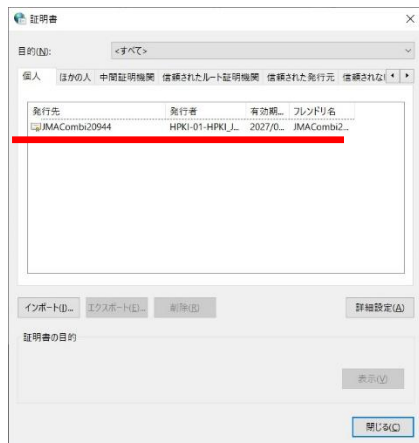 証明書
目的(N): <すべて>
個人 ほかの人 中間証明機関 信頼されたルート証明機関 信頼された発行元 信頼されない
発行先 発行者 有効期... フレンドリ名
JMACombi20944 HPKI-01-HPKI_J... 2027/0... JMACombi2...
インポート(I)... エクスポート(E)... 削除(R) 詳細設定(A)
証明書の目的
表示(V)
閉じる(C)